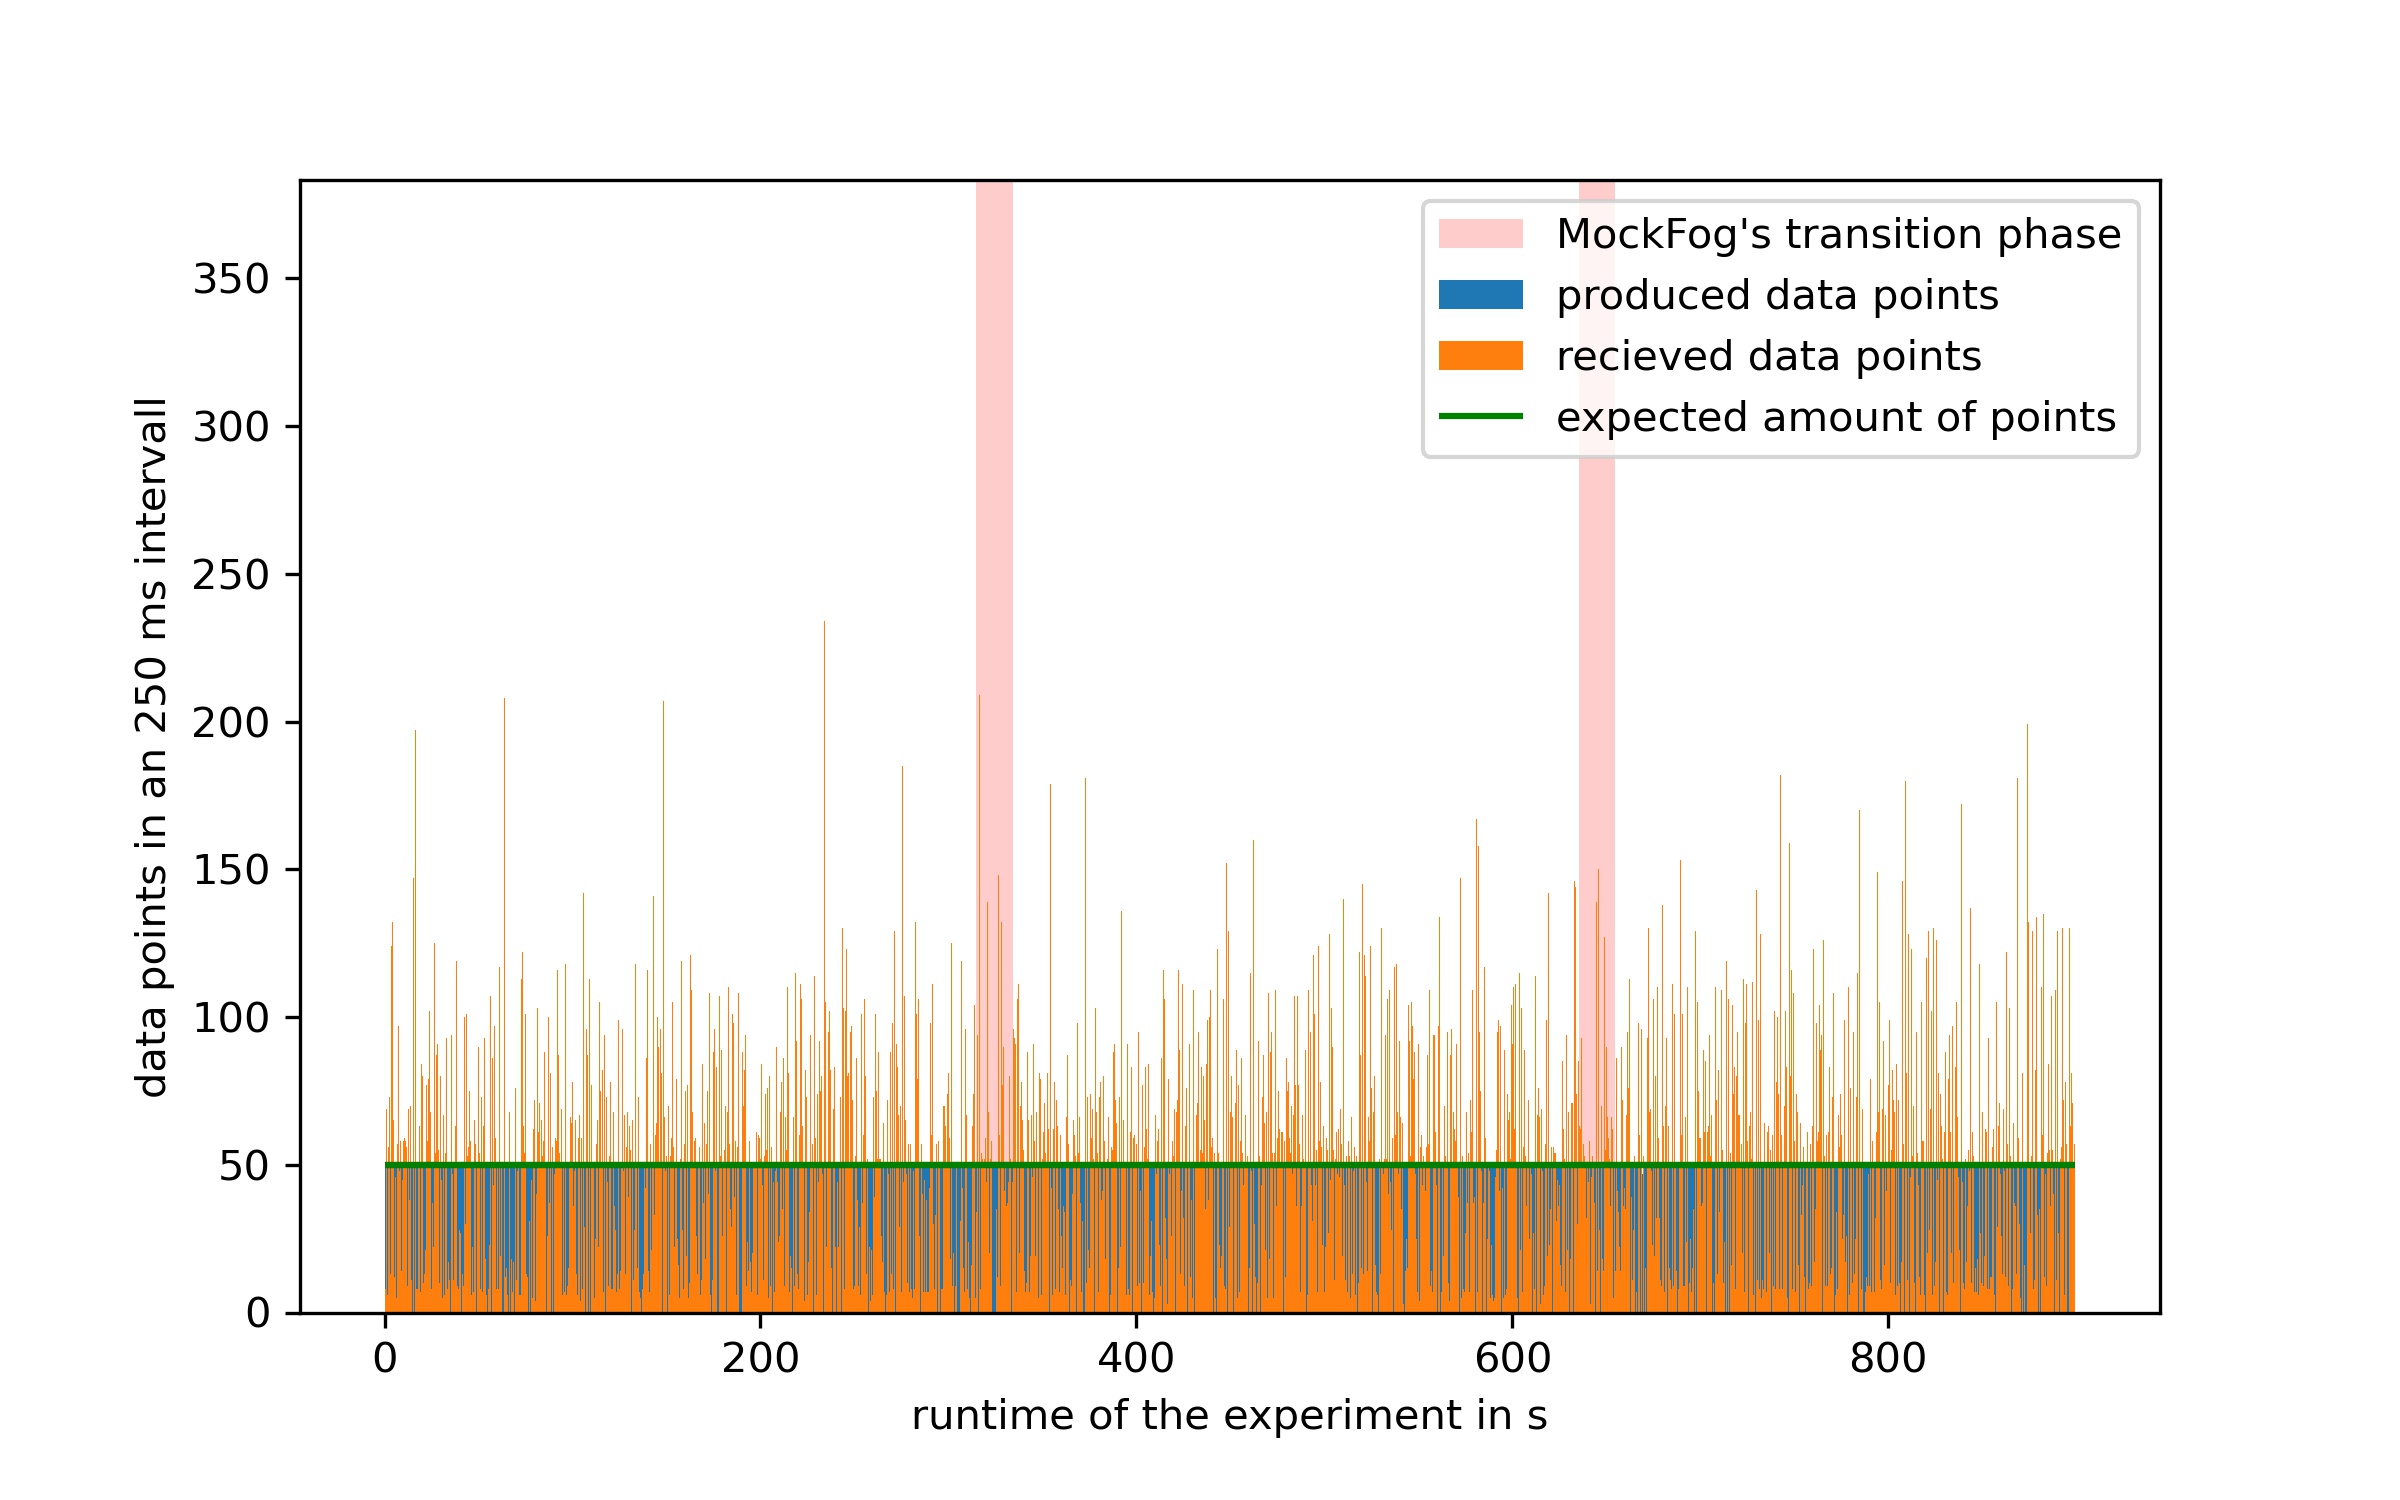 MockFog's transition phase
produced data points
recieved data points
expected amount of points
data points in an 250 ms intervall
350
300
250
200
150
100
50
0
0 200 400 600 800
runtime of the experiment in s